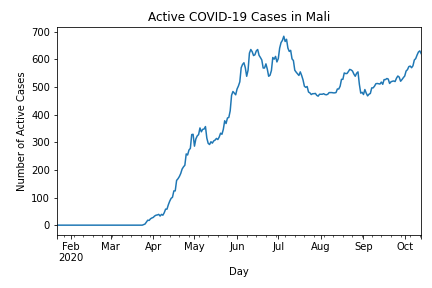 Active COVID-19 Cases in Mali
Number of Active Cases
700
600
500
400
300
200
100
0
Feb Mar Apr May Jun Jul Aug Sep Oct
2020
Day